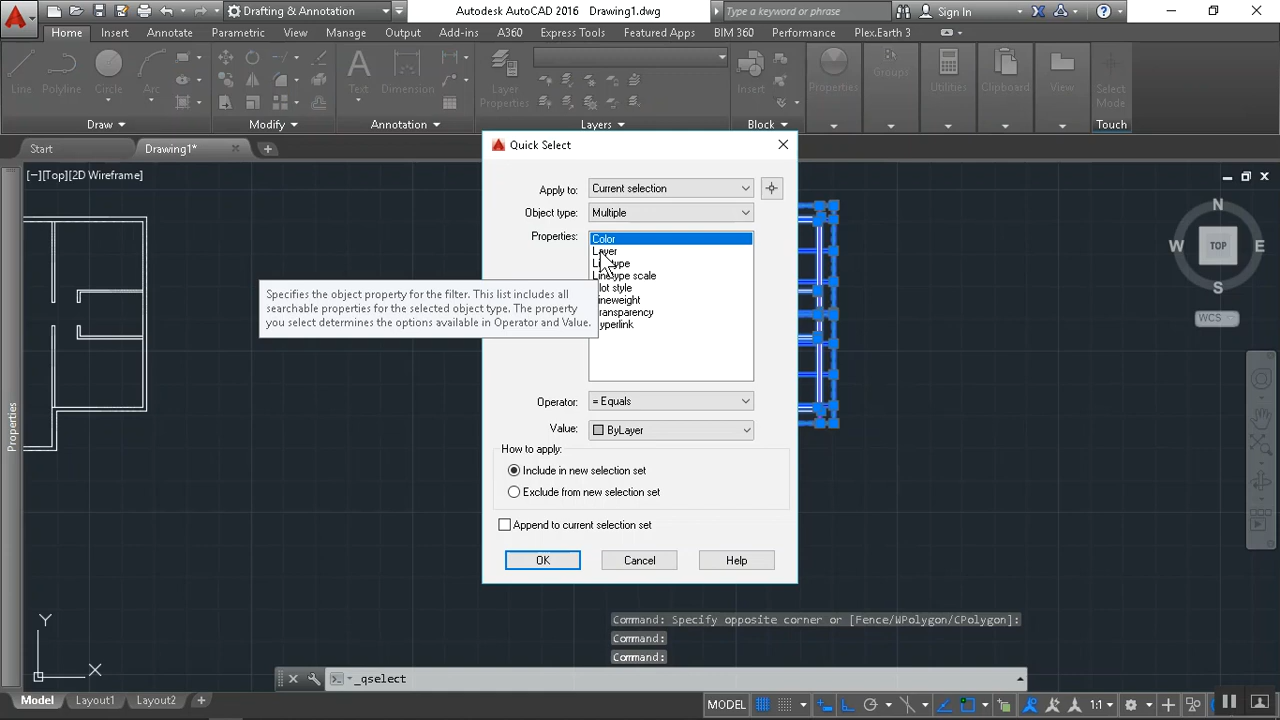 Drafting & Annotation
Autodesk AutoCAD 2016 Drawing1.dwg
Type a keyword or phrase
Sign In
Home Insert Annotate Parametric View Manage Output Add-ins A360 Express Tools Featured Apps BIM 360 Performance Plex.Earth 3
Line Polyline Circle Arc Text Dimension Layer Properties Insert Properties Groups Utilities Clipboard Select Mode
Draw Modify Annotation Layers Block Touch
Start Drawing1*
[−][Top][2D Wireframe]
Quick Select
Apply to: Current selection
Object type: Multiple
Properties: Color
Layer
Linetype scale
Specifies the object property for the filter. This list includes all
searchable properties for the selected object type. The property
you select determines the options available in Operator and Value.
Operator: = Equals
Value: ByLayer
How to apply:
Include in new selection set
Exclude from new selection set
Append to current selection set
OK Cancel Help
N
W TOP E
S
WCS
Properties
Y
X
Command: Specify opposite corner or [Fence/WPolygon/CPolygon]:
Command:
Command:
_qselect
Model Layout1 Layout2
MODEL
1:1